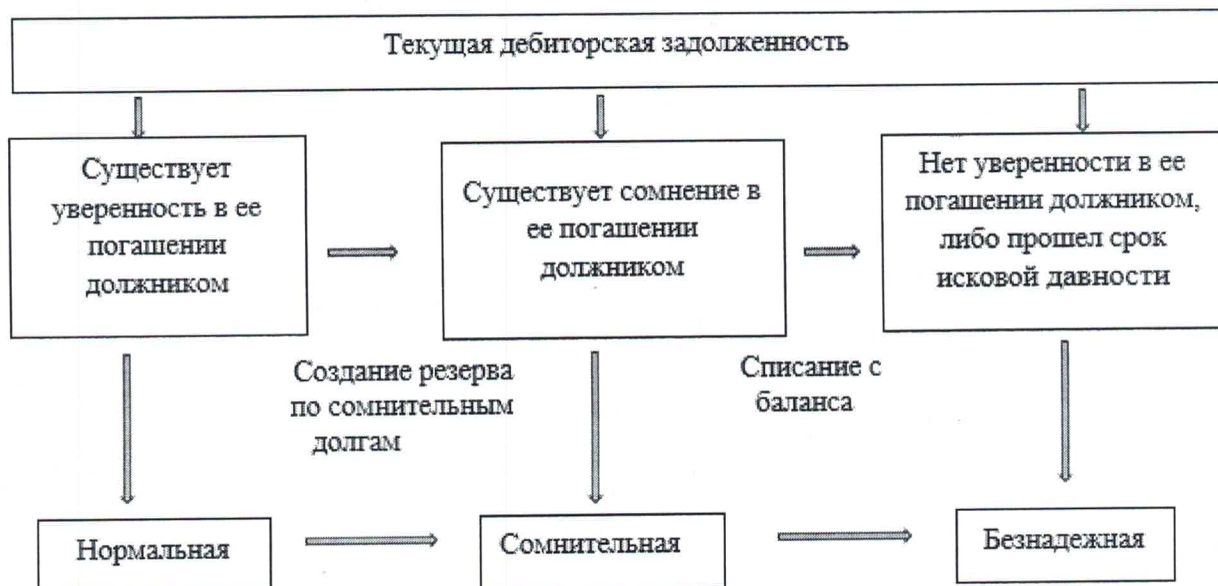 Текущая дебиторская задолженность
Существует
уверенность в ее
погашении
должником
Существует сомнение в
ее погашении
должником
Нет уверенности в ее
погашении должником,
либо прошел срок
исковой давности
Создание резерва
по сомнительным
долгам
Списание с
баланса
Нормальная
Сомнительная
Безнадежная